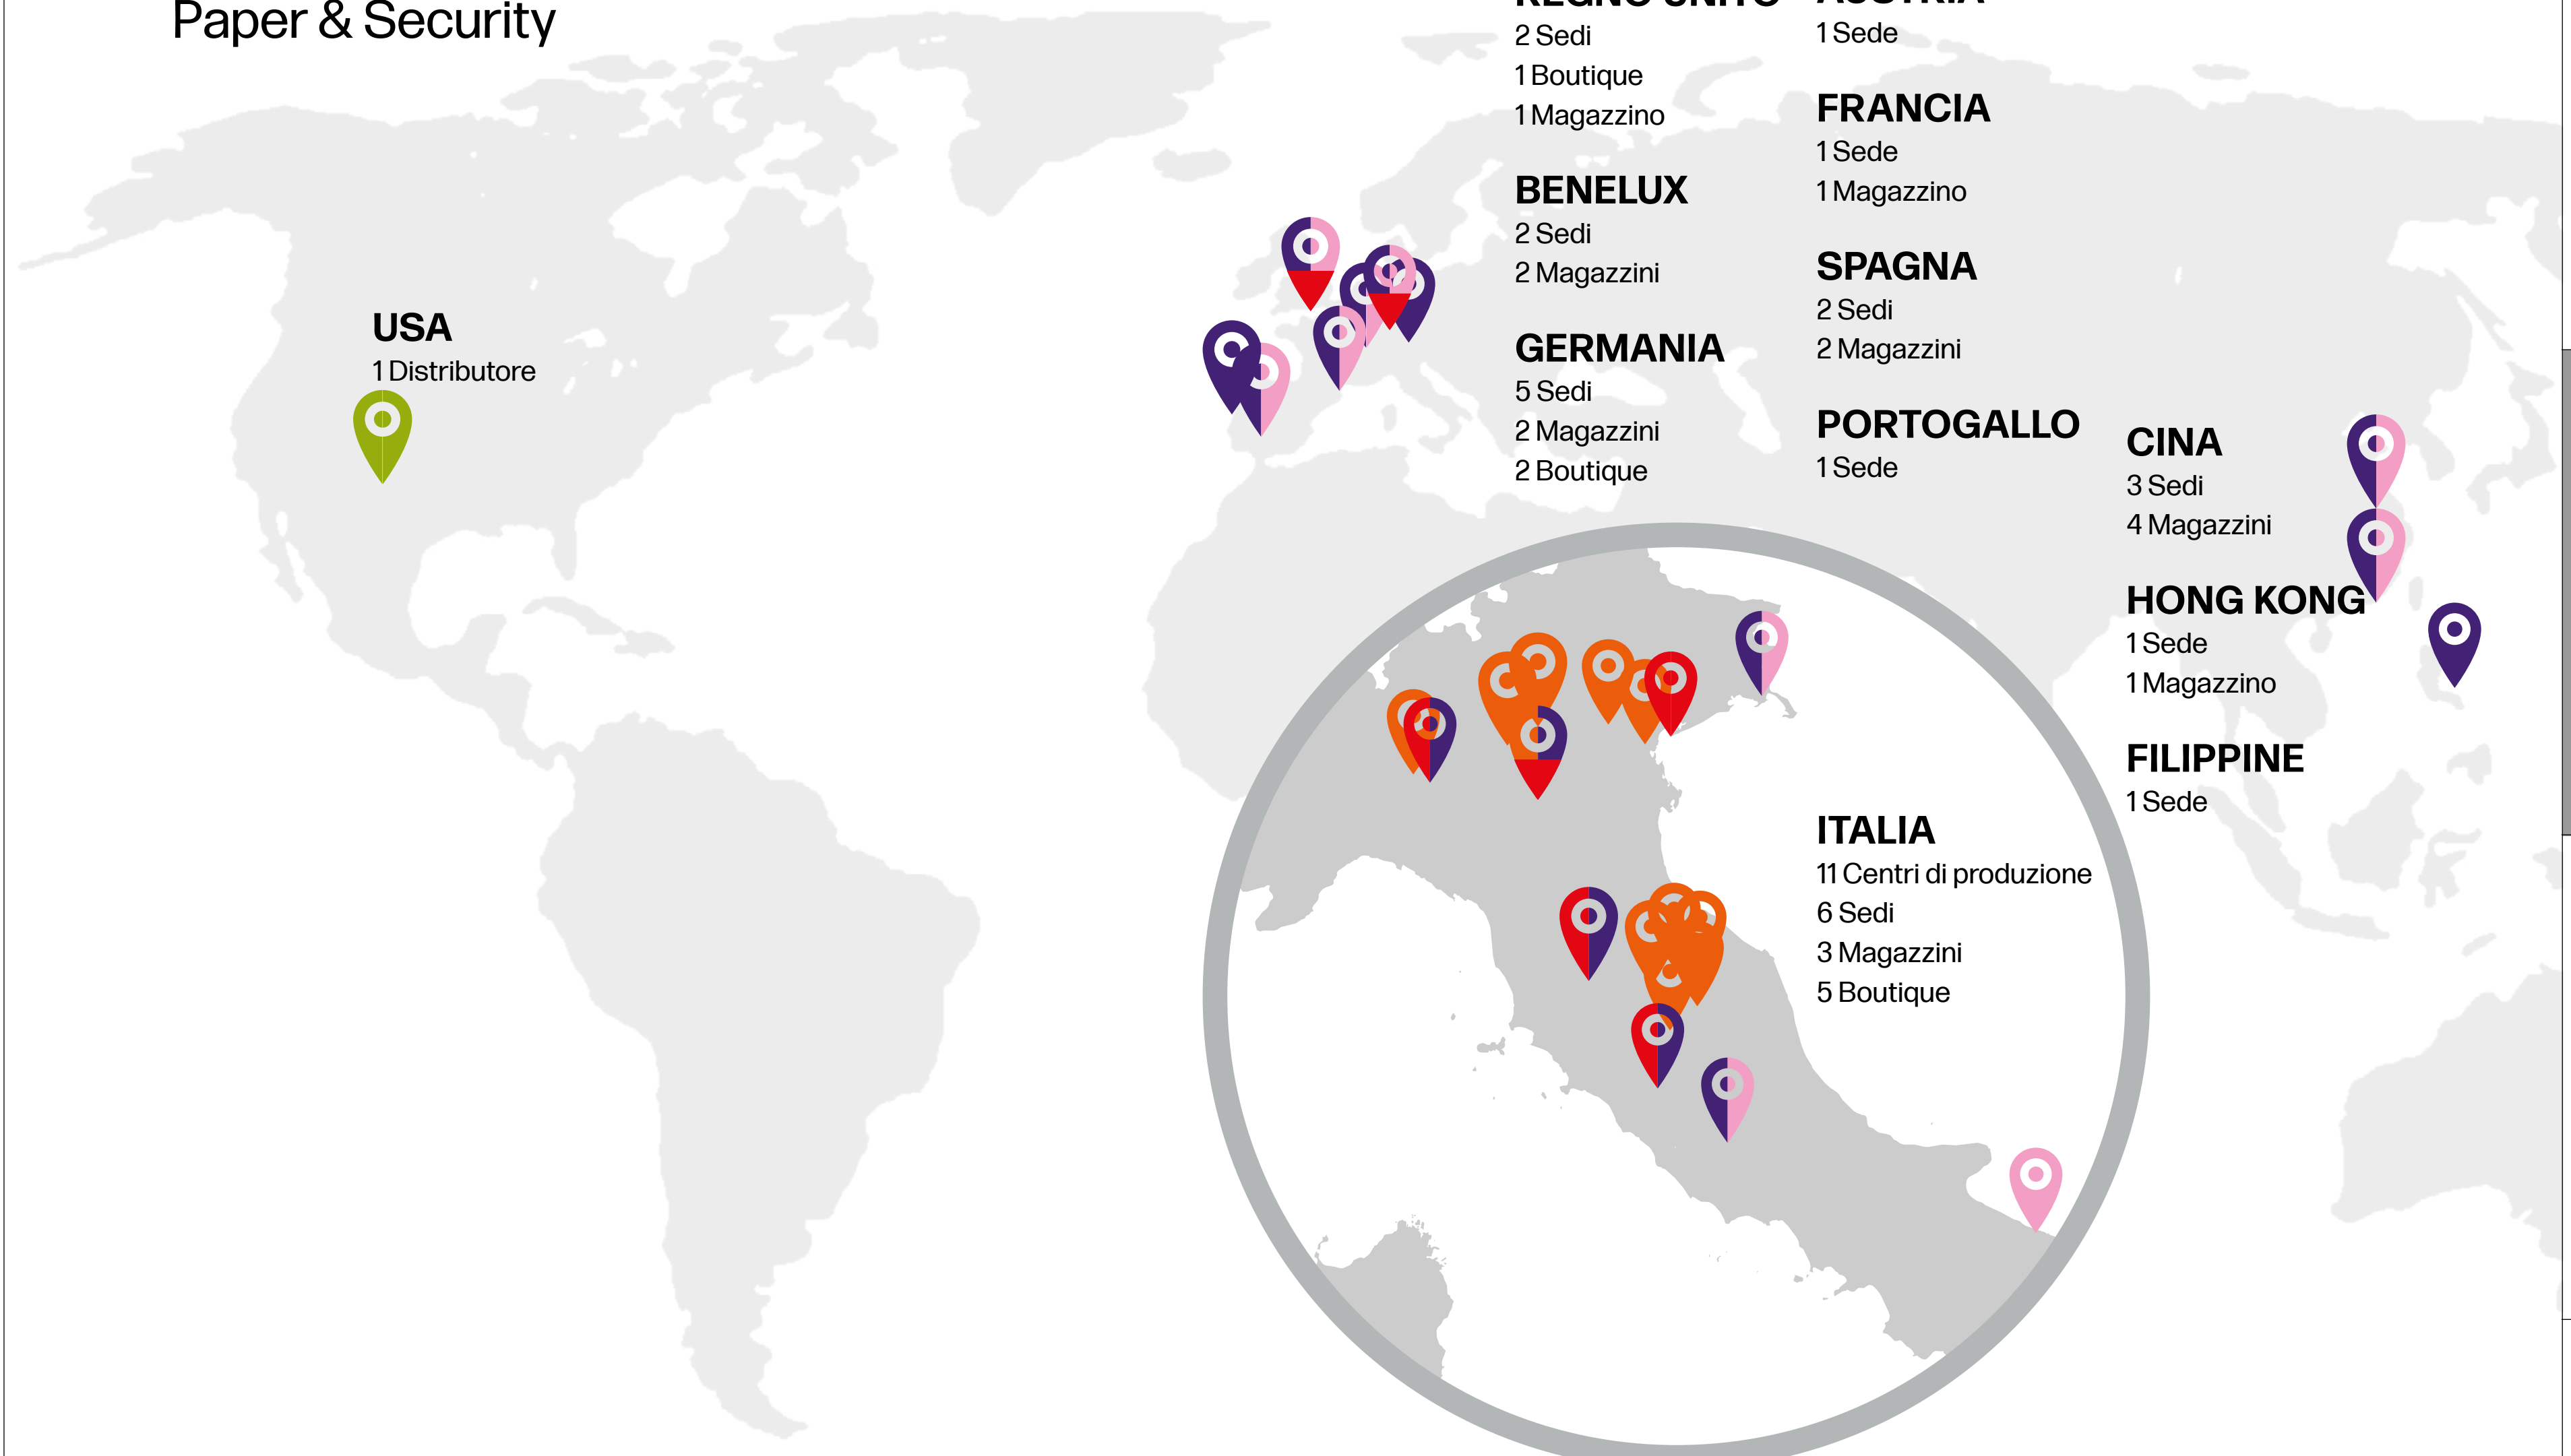 Paper & Security
USA
1 Distributore
REGNO UNITO
2 Sedi
1 Boutique
1 Magazzino
BENELUX
2 Sedi
2 Magazzini
GERMANIA
5 Sedi
2 Magazzini
2 Boutique
AUSTRIA
1 Sede
FRANCIA
1 Sede
1 Magazzino
SPAGNA
2 Sedi
2 Magazzini
PORTOGALLO
1 Sede
CINA
3 Sedi
4 Magazzini
HONG KONG
1 Sede
1 Magazzino
FILIPPINE
1 Sede
ITALIA
11 Centri di produzione
6 Sedi
3 Magazzini
5 Boutique